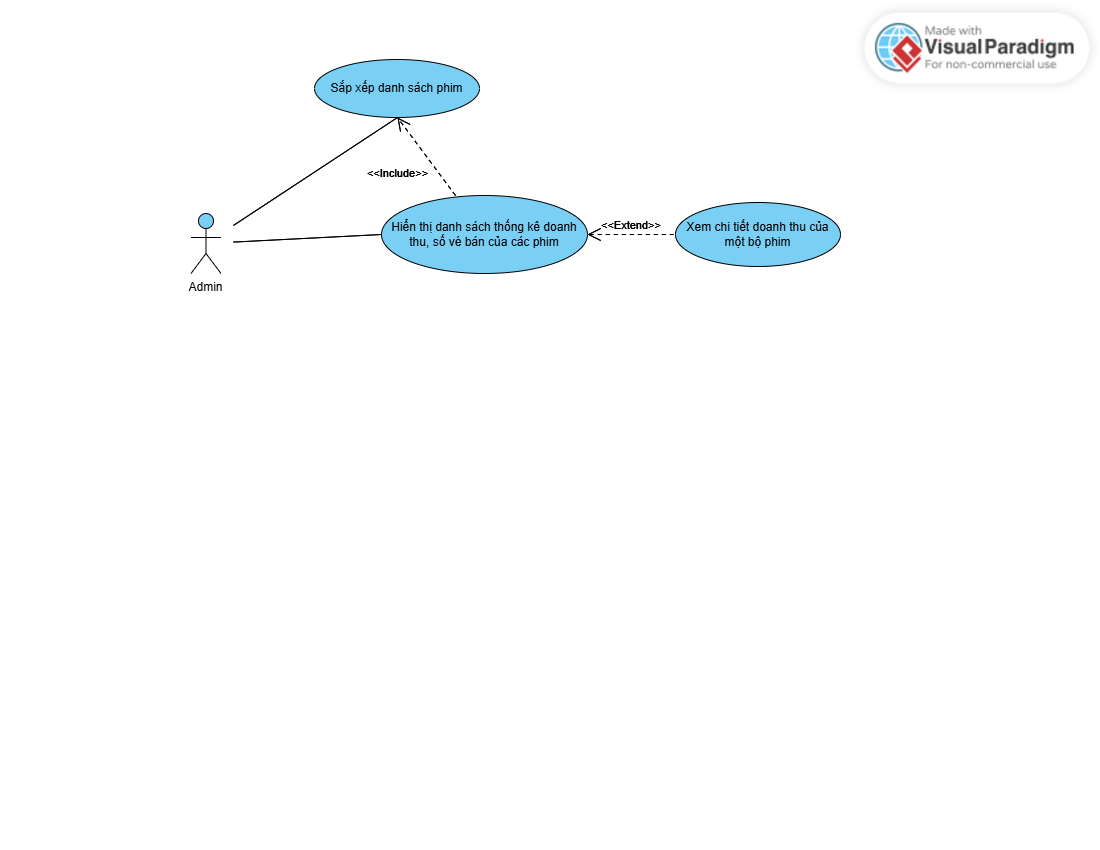 Made with
Visual Paradigm
For non-commercial use
Sắp xếp danh sách phim
<<Include>>
Hiển thị danh sách thống kê doanh
thu, số vé bán của các phim
<<Extend>>
Xem chi tiết doanh thu của
một bộ phim
Admin